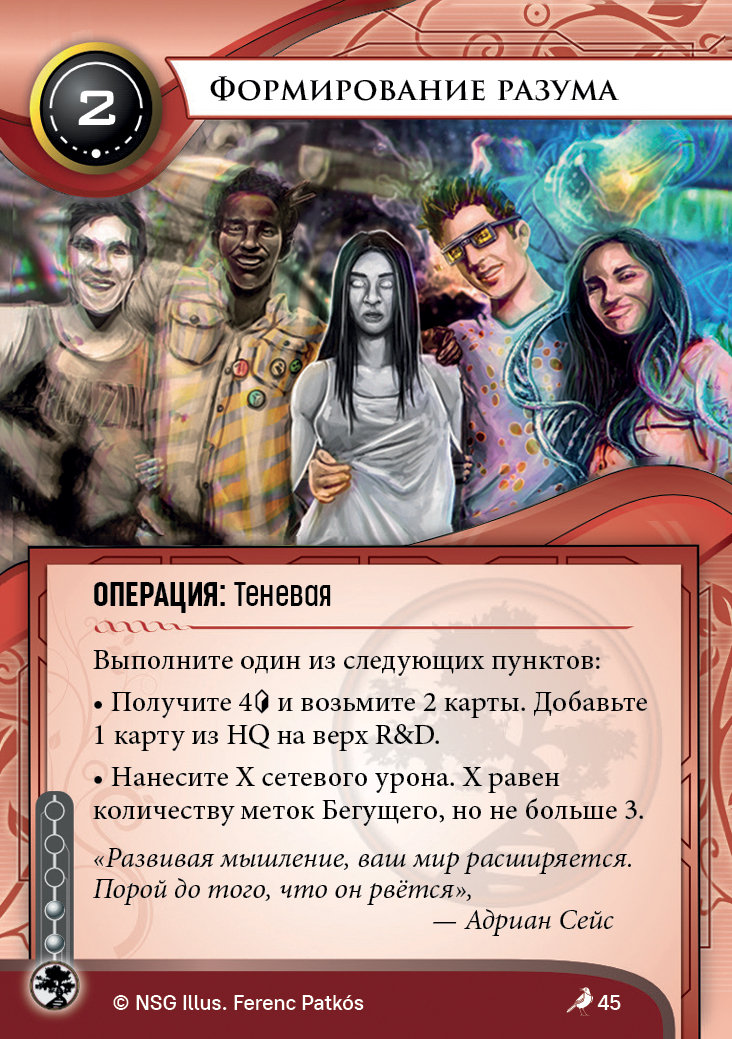 2
Формирование разума
ОПЕРАЦИЯ: Теневая
Выполните один из следующих пунктов:
• Получите 4 и возьмите 2 карты. Добавьте
1 карту из HQ на верх R&D.
• Нанесите X сетевого урона. X равен
количеству меток Бегущего, но не больше 3.
«Развивая мышление, ваш мир расширяется.
Порой до того, что он рвётся»,
— Адриан Сейс
© NSG Illus. Ferenc Patkós
45